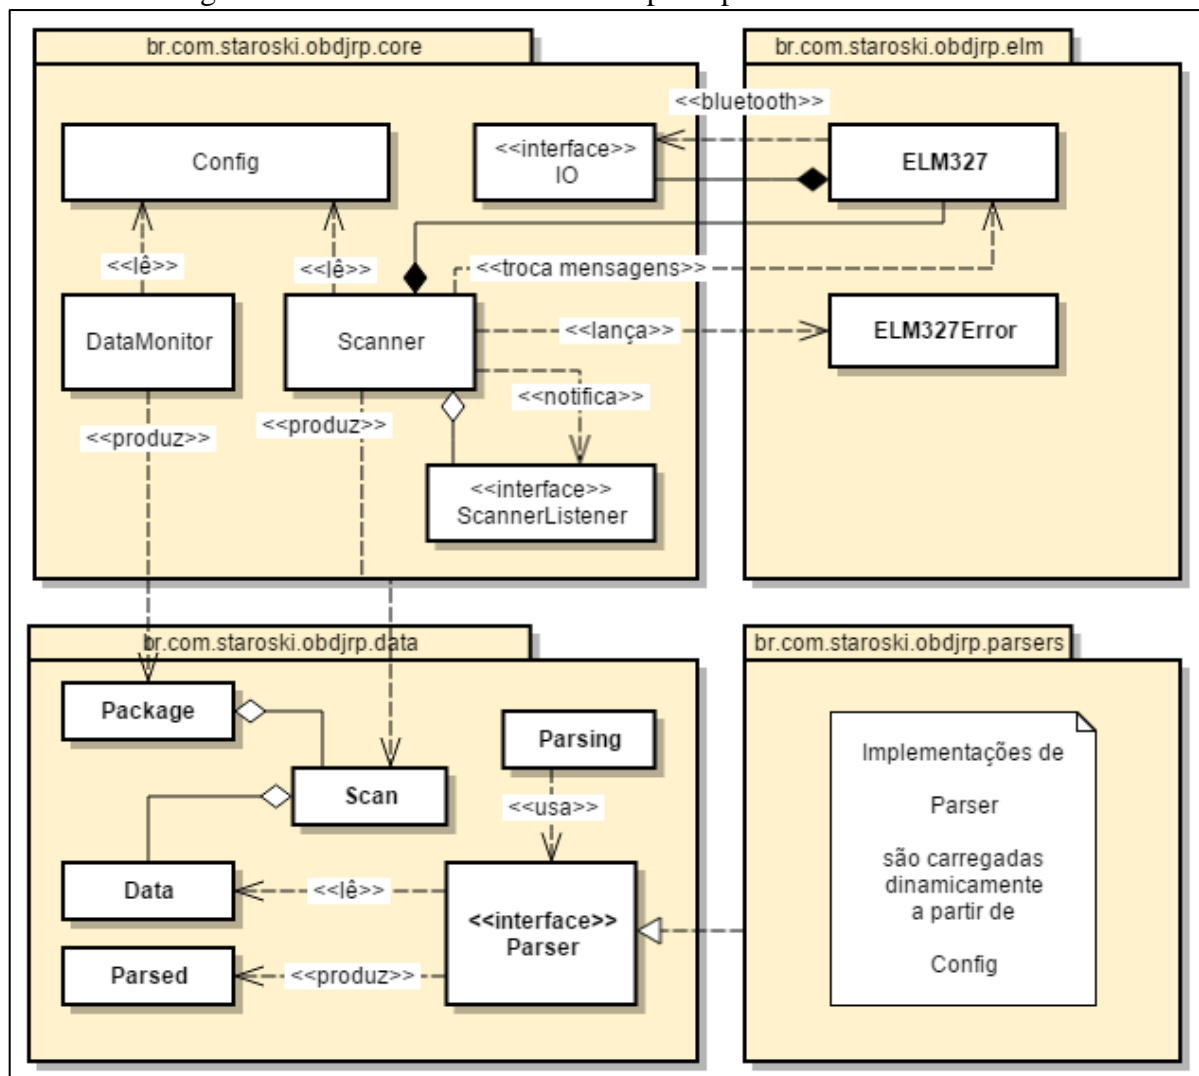 br.com.staroski.obdjrp.core
br.com.staroski.obdjrp.elm
<<bluetooth>>
Config
<<interface>>
IO
ELM327
<<lê>>
<<lê>>
<<troca mensagens>>
DataMonitor
Scanner
<<lança>>
ELM327Error
<<notifica>>
<<produz>>
<<produz>>
<<interface>>
ScannerListener
br.com.staroski.obdjrp.data
br.com.staroski.obdjrp.parsers
Package
Parsing
Scan
<<usa>>
Data
<<lê>>
<<interface>>
Parser
Parsed
<<produz>>
Implementações de
Parser
são carregadas
dinamicamente
a partir de
Config